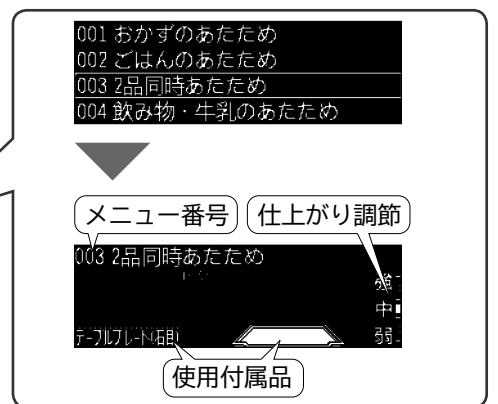 001 おかずのあたため
002 ごはんのあたため
003 2品同時あたため
004 飲み物・牛乳のあたため
メニュー番号
仕上がり調節
003 2品同時あたため
強
中
テーブルプレート(石目)
弱
使用付属品